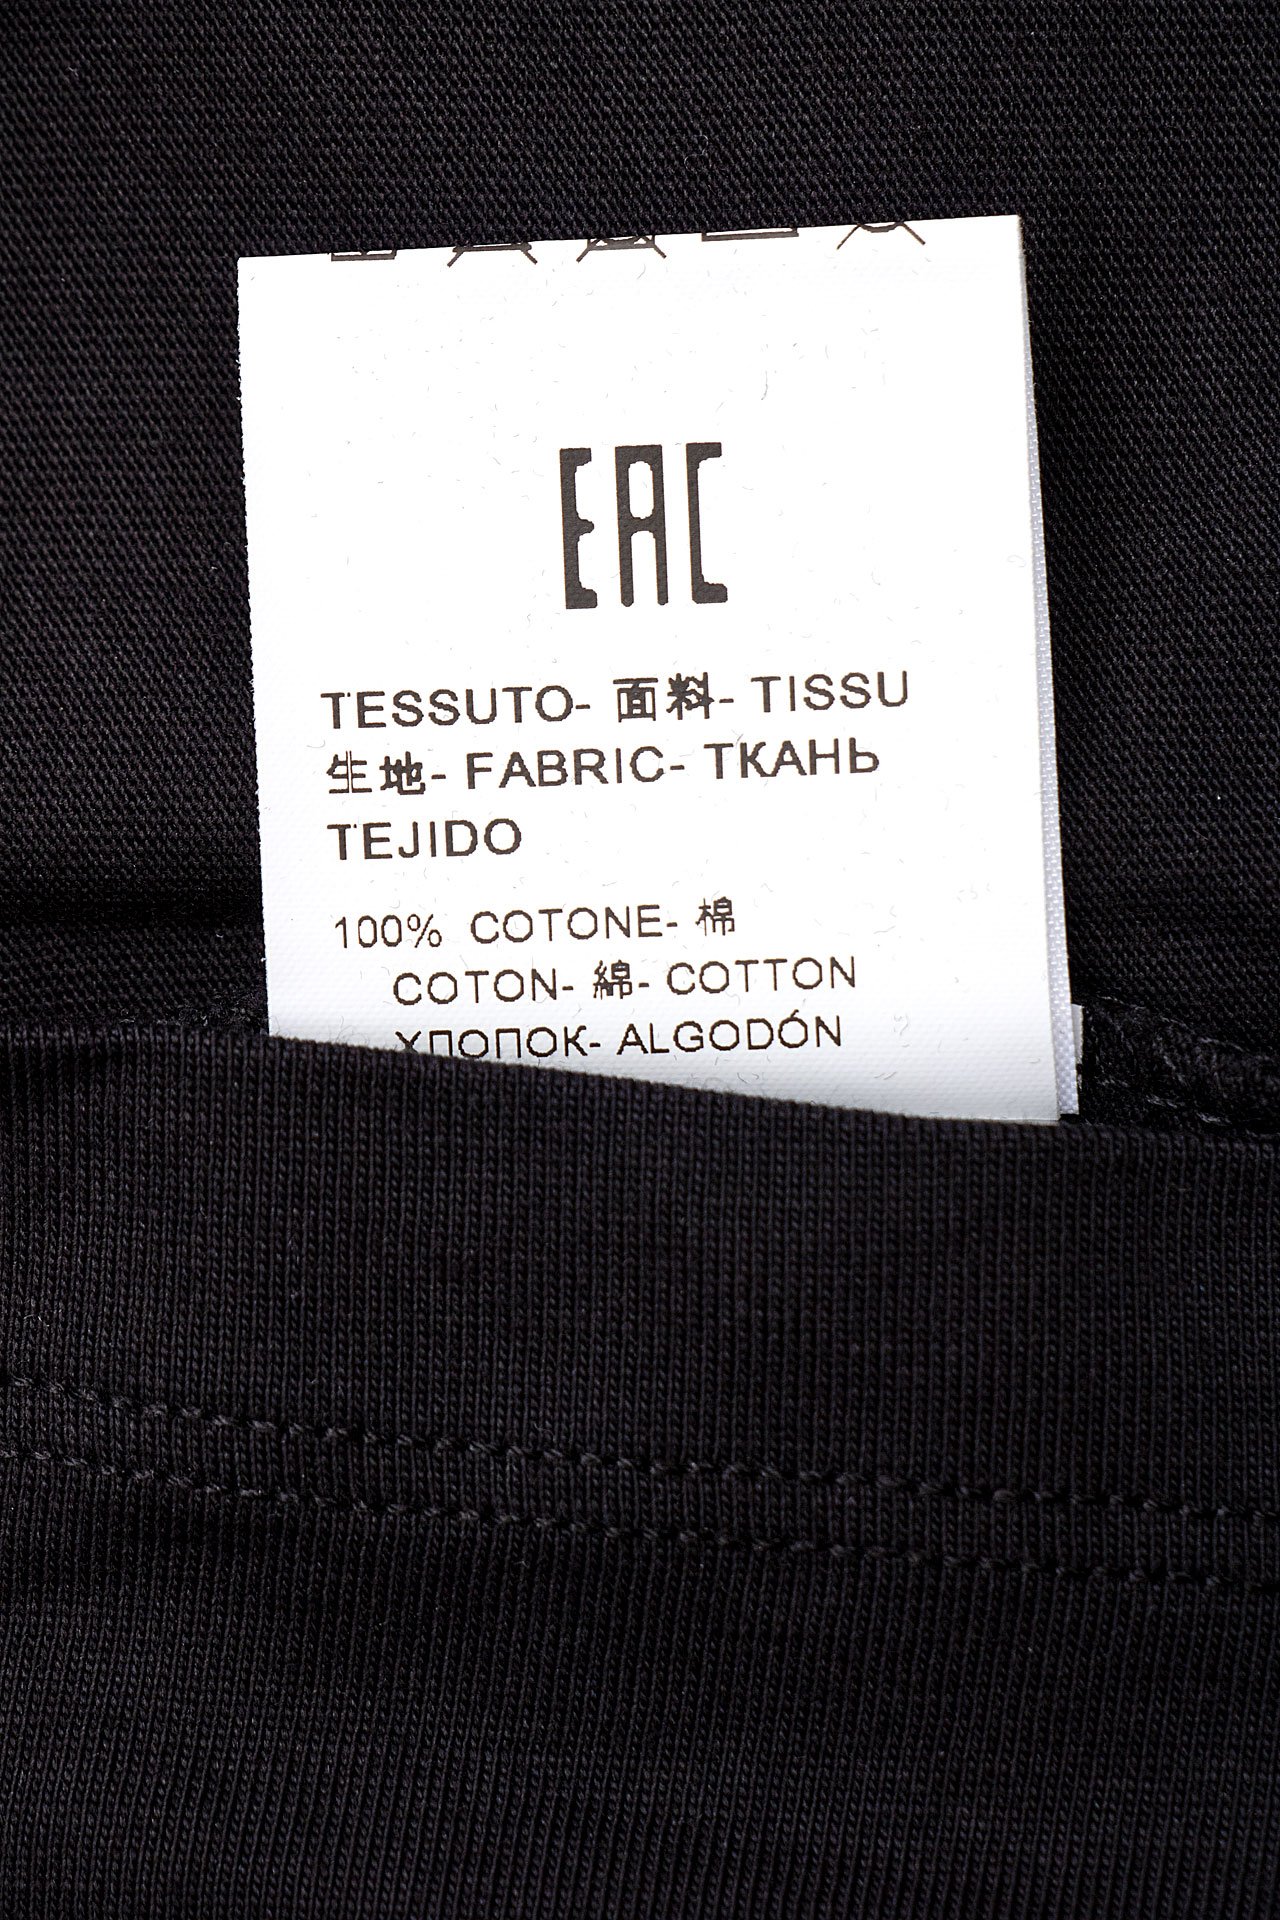 EAC
TESSUTO- 面料- TISSU
生地- FABRIC- ТКАНЬ
TEJIDO
100% COTONE- 棉
COTON- 綿- COTTON
ХЛОПОК- ALGODÓN